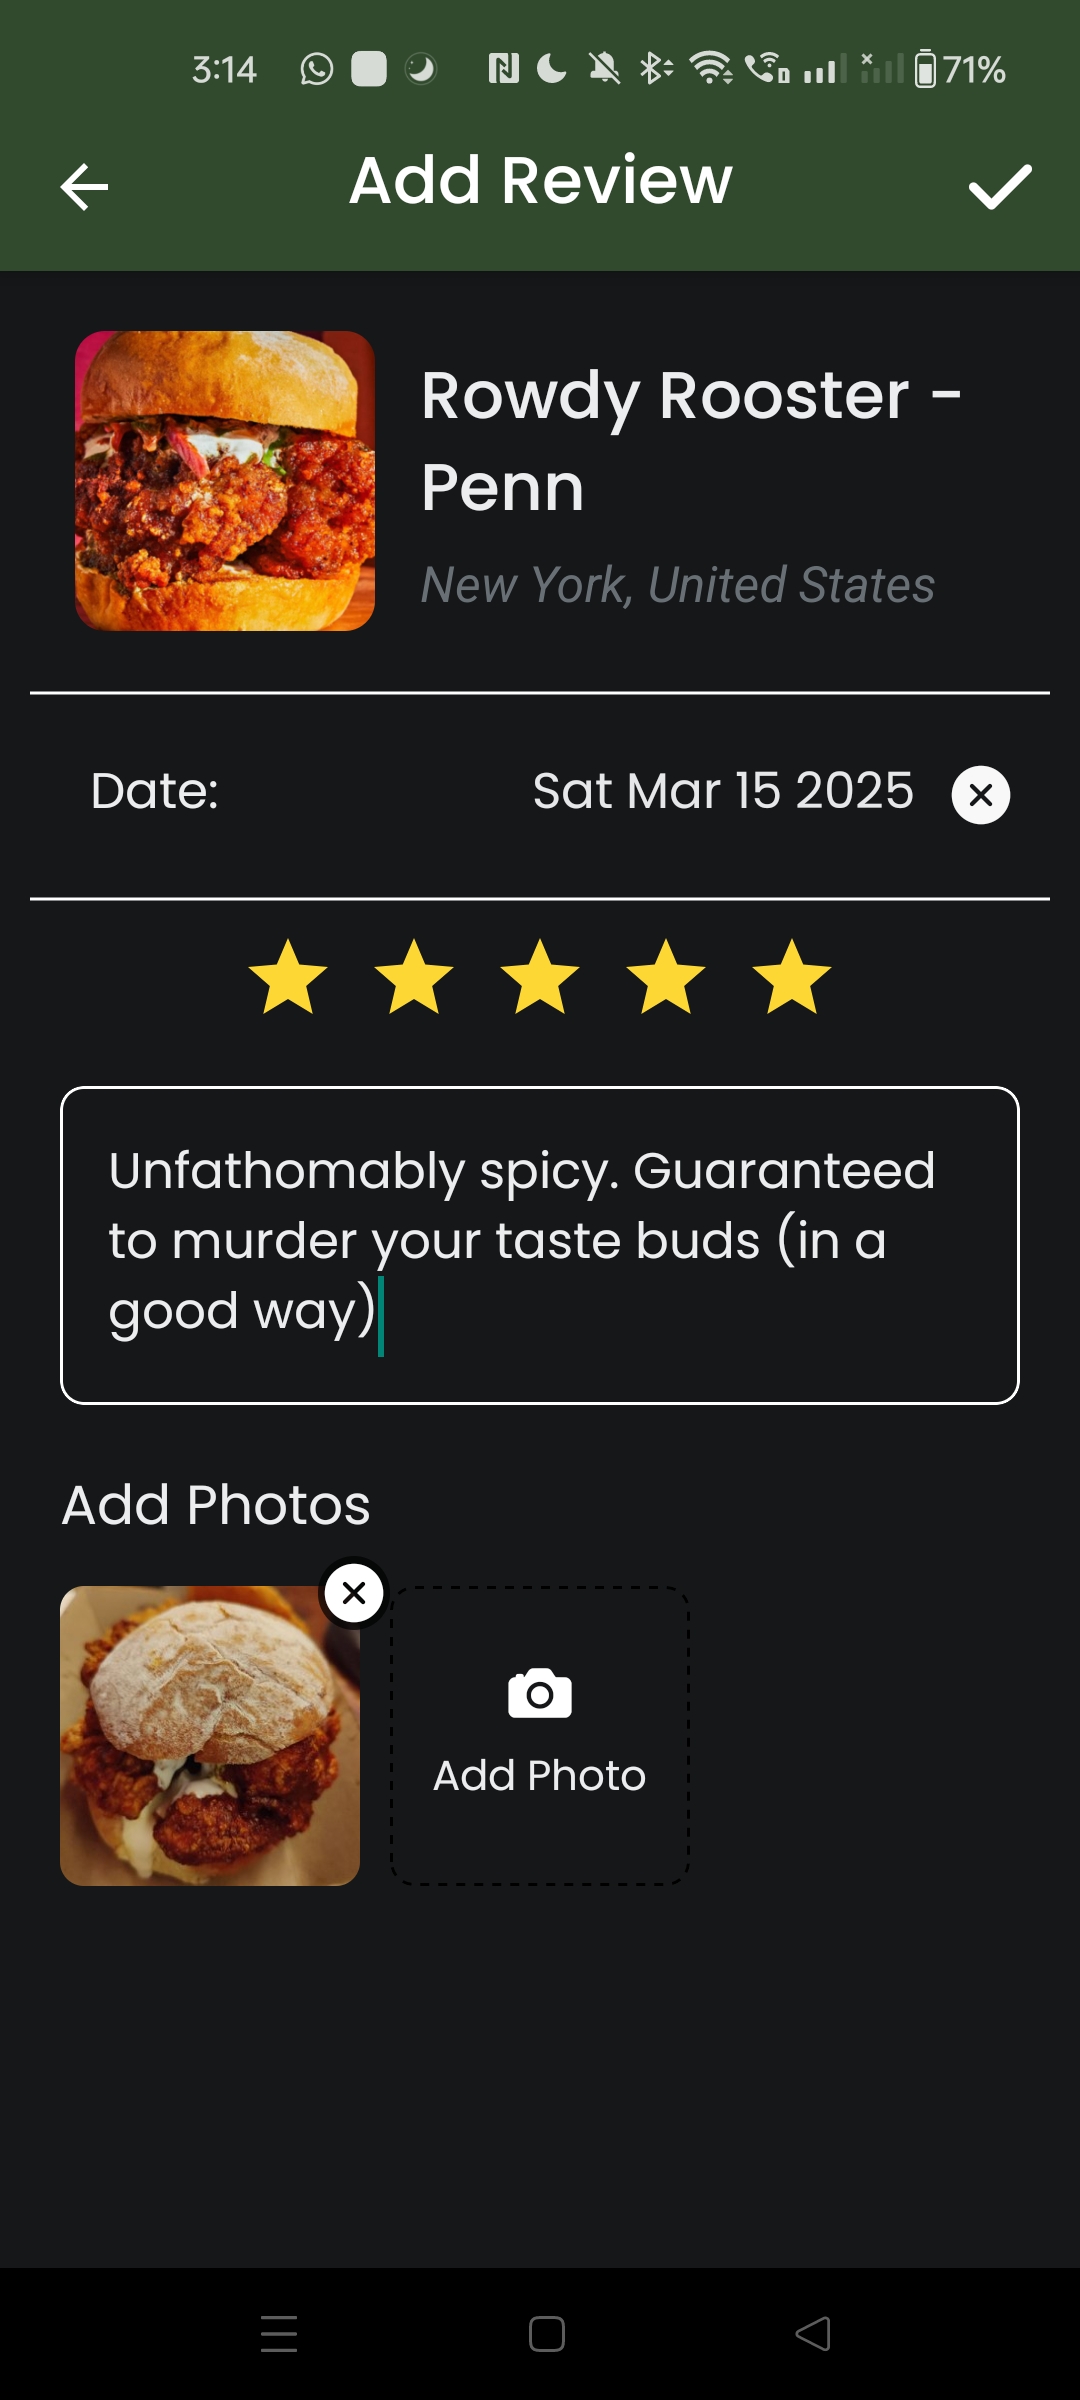 3:14
71%
Add Review
Rowdy Rooster -
Penn
New York, United States
Date:
Sat Mar 15 2025
Unfathomably spicy. Guaranteed
to murder your taste buds (in a
good way)
Add Photos
Add Photo